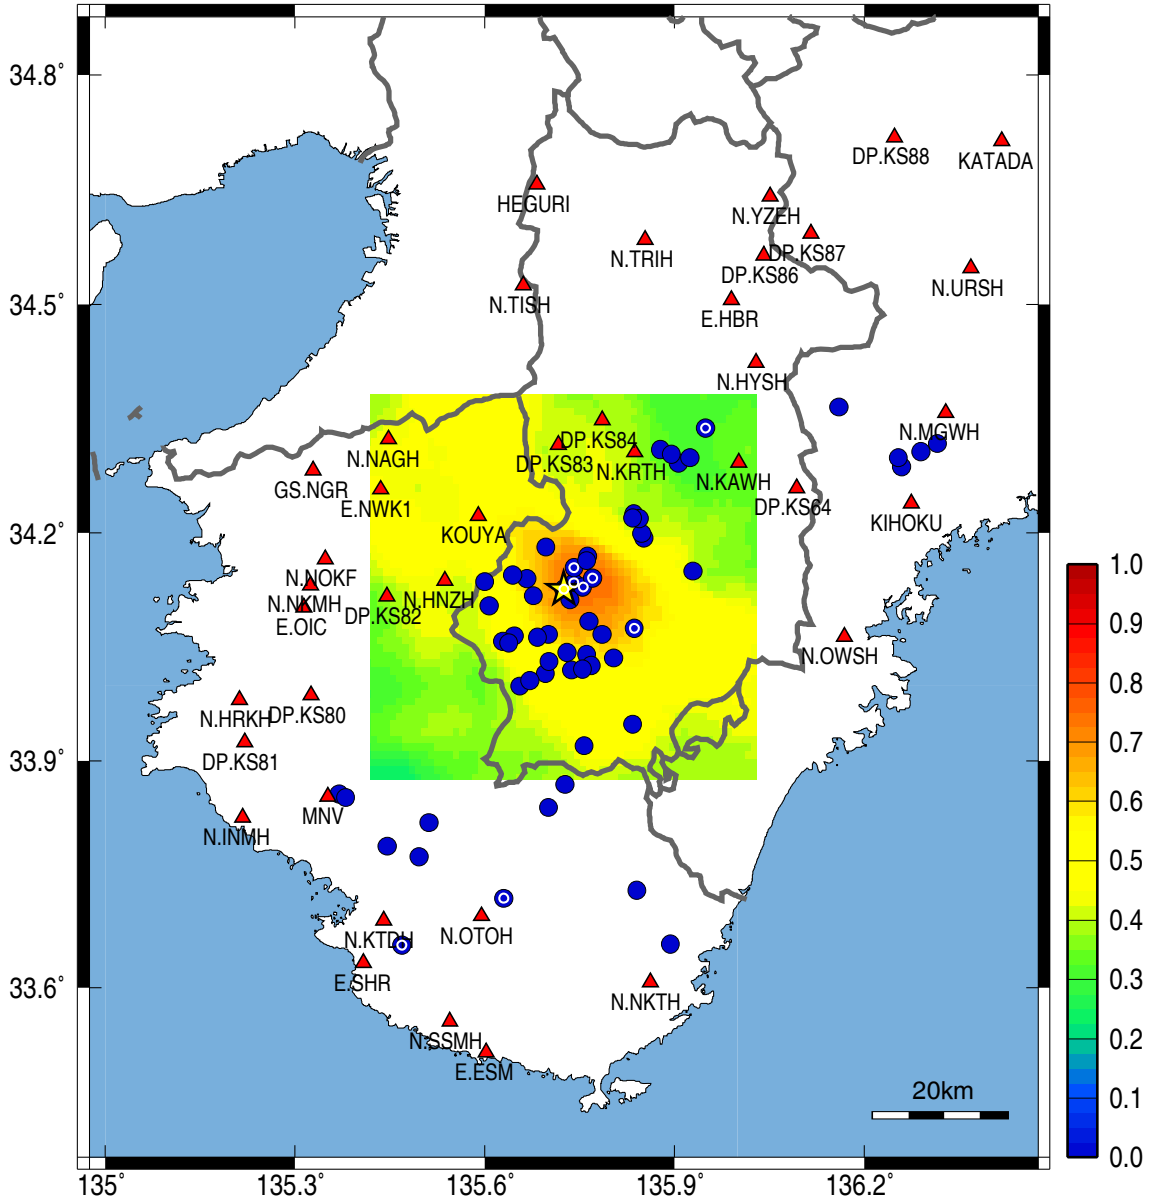 34.8°
34.5°
34.2°
33.9°
33.6°
135°
135.3°
135.6°
135.9°
136.2°
DP.KS88
KATADA
HEGURI
N.YZEH
N.TRIH
DP.KS87
DP.KS86
N.URSH
N.TISH
E.HBR
N.HYSH
N.MGWH
DP.KS84
N.NAGH
DP.KS83
N.KRTH
N.KAWH
GS.NGR
E.NWK1
DP.KS64
KIHOKU
KOUYA
N.NOKF
N.HNZH
N.NKMH
DP.KS82
E.OIC
N.OWSH
N.HRKH
DP.KS80
DP.KS81
MNV
N.INMH
N.KTDH
N.OTOH
E.SHR
N.NKTH
N.SSMH
E.ESM
20km
1.0
0.9
0.8
0.7
0.6
0.5
0.4
0.3
0.2
0.1
0.0